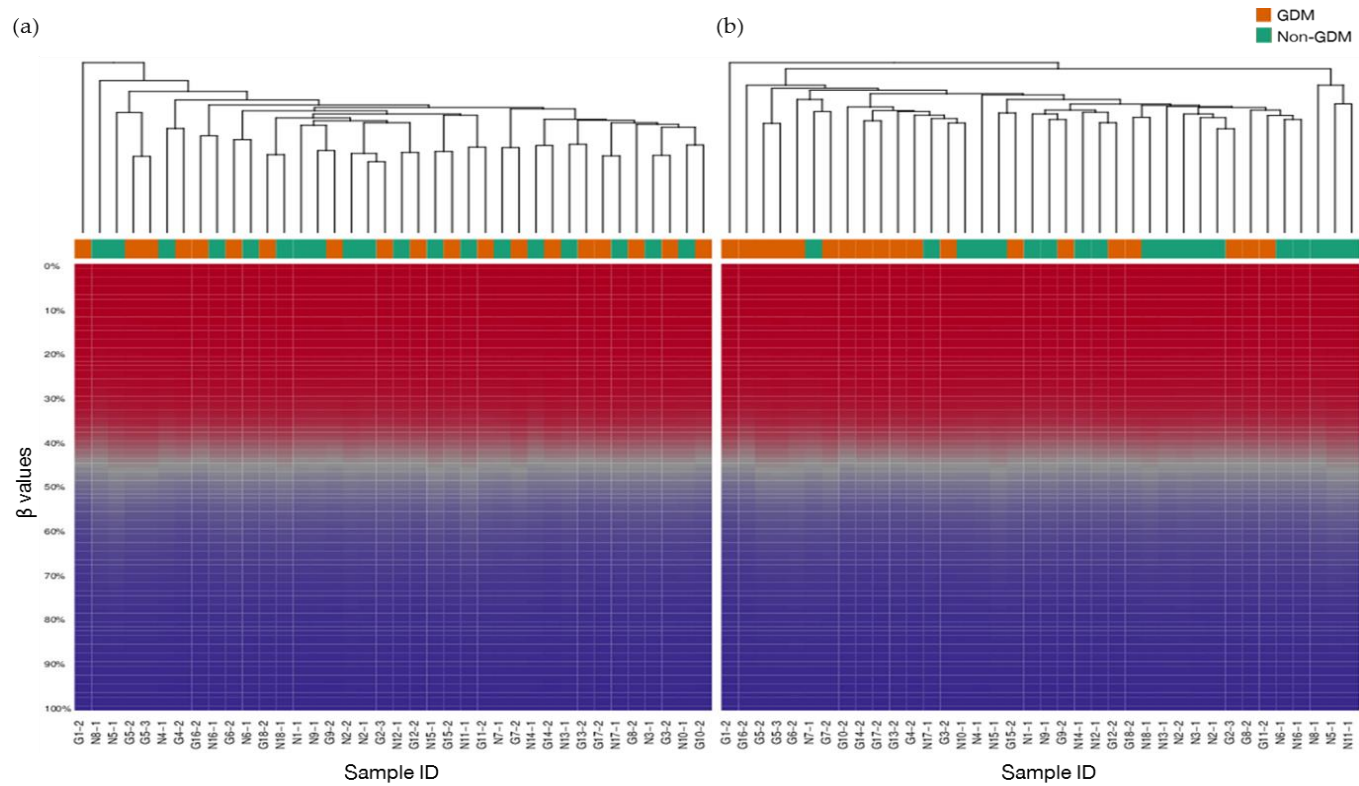 (a)
(b)
GDM
Non-GDM
β values
0%
10%
20%
30%
40%
50%
60%
70%
80%
90%
100%
G1-2 N8-1 N5-1 G5-2 G5-3 N4-1 G4-2 G16-2 N16-1 G6-2 N6-1 G18-2 N18-1 N1-1 N9-1 G9-2 N2-2 N2-1 G2-3 N12-1 G12-2 N15-1 G15-2 N11-1 G11-2 N7-1 G7-2 N14-1 G14-2 N13-1 G13-2 G17-2 N17-1 G8-2 N3-1 G3-2 N10-1 G10-2
G1-2 G16-2 G5-2 G5-3 G6-2 N7-1 G7-2 G10-2 G14-2 G17-2 G13-2 G4-2 N17-1 G3-2 N10-1 N4-1 N15-1 G15-2 N1-1 N9-1 G9-2 N14-1 N12-1 G12-2 G18-2 N18-1 N13-1 N2-2 N3-1 N2-1 G2-3 G8-2 G11-2 N6-1 N16-1 N8-1 N5-1 N11-1
Sample ID
Sample ID